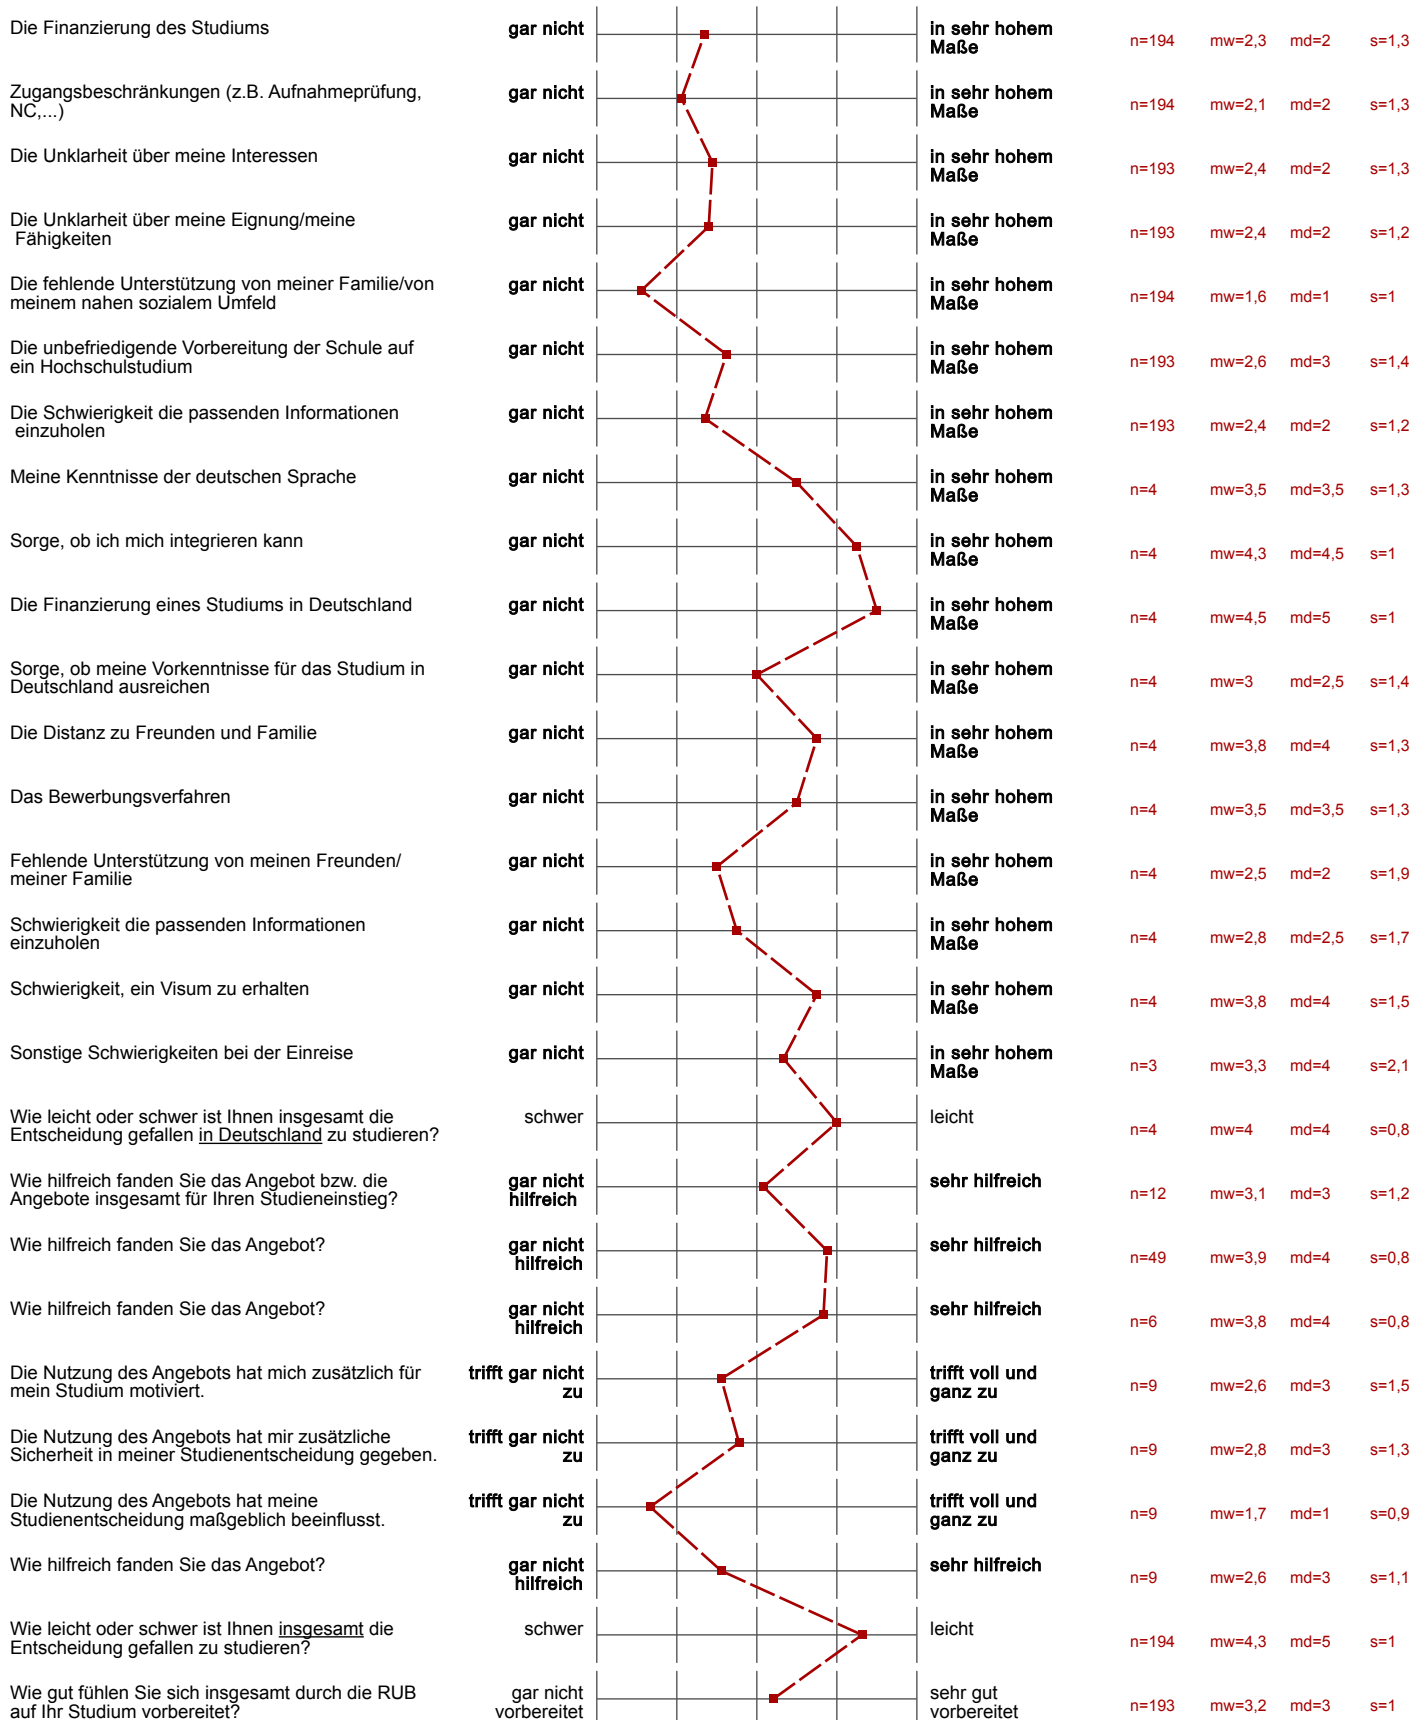 Die Finanzierung des Studiums gar nicht in sehr hohem
Maße n=194 mw=2,3 md=2 s=1,3
Zugangsbeschränkungen (z.B. Aufnahmeprüfung, gar nicht in sehr hohem
NC,...) Maße n=194 mw=2,1 md=2 s=1,3
Die Unklarheit über meine Interessen gar nicht in sehr hohem
Maße n=193 mw=2,4 md=2 s=1,3
Die Unklarheit über meine Eignung/meine gar nicht in sehr hohem
Fähigkeiten Maße n=193 mw=2,4 md=2 s=1,2
Die fehlende Unterstützung von meiner Familie/von gar nicht in sehr hohem
meinem nahen sozialem Umfeld Maße n=194 mw=1,6 md=1 s=1
Die unbefriedigende Vorbereitung der Schule auf gar nicht in sehr hohem
ein Hochschulstudium Maße n=193 mw=2,6 md=3 s=1,4
Die Schwierigkeit die passenden Informationen gar nicht in sehr hohem
einzuholen Maße n=193 mw=2,4 md=2 s=1,2
Meine Kenntnisse der deutschen Sprache gar nicht in sehr hohem
Maße n=4 mw=3,5 md=3,5 s=1,3
Sorge, ob ich mich integrieren kann gar nicht in sehr hohem
Maße n=4 mw=4,3 md=4,5 s=1
Die Finanzierung eines Studiums in Deutschland gar nicht in sehr hohem
Maße n=4 mw=4,5 md=5 s=1
Sorge, ob meine Vorkenntnisse für das Studium in gar nicht in sehr hohem
Deutschland ausreichen Maße n=4 mw=3 md=2,5 s=1,4
Die Distanz zu Freunden und Familie gar nicht in sehr hohem
Maße n=4 mw=3,8 md=4 s=1,3
Das Bewerbungsverfahren gar nicht in sehr hohem
Maße n=4 mw=3,5 md=3,5 s=1,3
Fehlende Unterstützung von meinen Freunden/ gar nicht in sehr hohem
meiner Familie Maße n=4 mw=2,5 md=2 s=1,9
Schwierigkeit die passenden Informationen gar nicht in sehr hohem
einzuholen Maße n=4 mw=2,8 md=2,5 s=1,7
Schwierigkeit, ein Visum zu erhalten gar nicht in sehr hohem
Maße n=4 mw=3,8 md=4 s=1,5
Sonstige Schwierigkeiten bei der Einreise gar nicht in sehr hohem
Maße n=3 mw=3,3 md=4 s=2,1
Wie leicht oder schwer ist Ihnen insgesamt die schwer leicht
Entscheidung gefallen in Deutschland zu studieren? n=4 mw=4 md=4 s=0,8
Wie hilfreich fanden Sie das Angebot bzw. die gar nicht sehr hilfreich
Angebote insgesamt für Ihren Studieneinstieg? hilfreich n=12 mw=3,1 md=3 s=1,2
Wie hilfreich fanden Sie das Angebot? gar nicht sehr hilfreich
hilfreich n=49 mw=3,9 md=4 s=0,8
Wie hilfreich fanden Sie das Angebot? gar nicht sehr hilfreich
hilfreich n=6 mw=3,8 md=4 s=0,8
Die Nutzung des Angebots hat mich zusätzlich für trifft gar nicht trifft voll und
mein Studium motiviert. zu ganz zu n=9 mw=2,6 md=3 s=1,5
Die Nutzung des Angebots hat mir zusätzliche trifft gar nicht trifft voll und
Sicherheit in meiner Studienentscheidung gegeben. zu ganz zu n=9 mw=2,8 md=3 s=1,3
Die Nutzung des Angebots hat meine trifft gar nicht trifft voll und
Studienentscheidung maßgeblich beeinflusst. zu ganz zu n=9 mw=1,7 md=1 s=0,9
Wie hilfreich fanden Sie das Angebot? gar nicht sehr hilfreich
hilfreich n=9 mw=2,6 md=3 s=1,1
Wie leicht oder schwer ist Ihnen insgesamt die schwer leicht
Entscheidung gefallen zu studieren? n=194 mw=4,3 md=5 s=1
Wie gut fühlen Sie sich insgesamt durch die RUB gar nicht sehr gut
auf Ihr Studium vorbereitet? vorbereitet vorbereitet n=193 mw=3,2 md=3 s=1